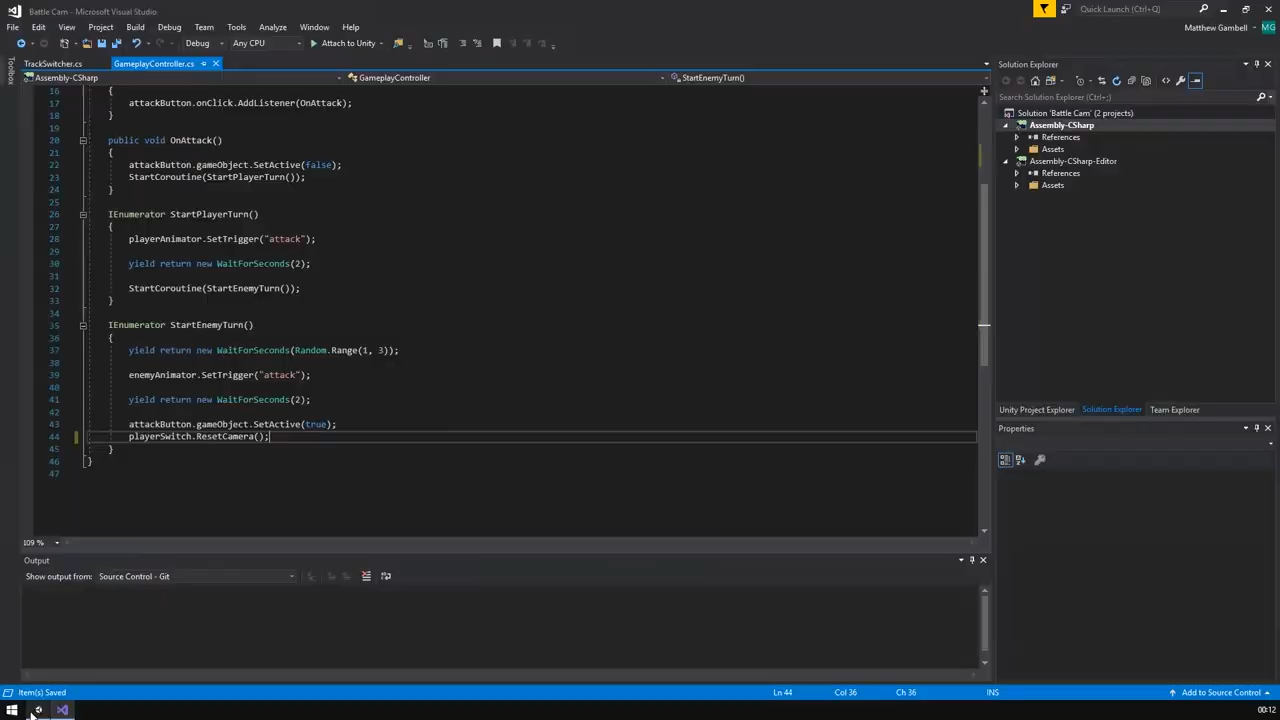 Battle Cam - Microsoft Visual Studio
Quick Launch (Ctrl+Q)
File Edit View Project Build Debug Team Tools Analyze Window Help
Matthew Gambell MG
Debug Any CPU Attach to Unity
Toolbox
TrackSwitcher.cs GameplayController.cs
Assembly-CSharp GameplayController StartEnemyTurn()
16 {
17 attackButton.onClick.AddListener(OnAttack);
18 }
19
20 public void OnAttack()
21 {
22 attackButton.gameObject.SetActive(false);
23 StartCoroutine(StartPlayerTurn());
24 }
25
26 IEnumerator StartPlayerTurn()
27 {
28 playerAnimator.SetTrigger("attack");
29
30 yield return new WaitForSeconds(2);
31
32 StartCoroutine(StartEnemyTurn());
33 }
34
35 IEnumerator StartEnemyTurn()
36 {
37 yield return new WaitForSeconds(Random.Range(1, 3));
38
39 enemyAnimator.SetTrigger("attack");
40
41 yield return new WaitForSeconds(2);
42
43 attackButton.gameObject.SetActive(true);
44 playerSwitch.ResetCamera();
45 }
46 }
47
109 %
Output
Show output from: Source Control - Git
Solution Explorer
Search Solution Explorer (Ctrl+;)
Solution 'Battle Cam' (2 projects)
Assembly-CSharp
References
Assets
Assembly-CSharp-Editor
References
Assets
Unity Project Explorer Solution Explorer Team Explorer
Properties
Item(s) Saved Ln 44 Col 36 Ch 36 INS Add to Source Control
00:12